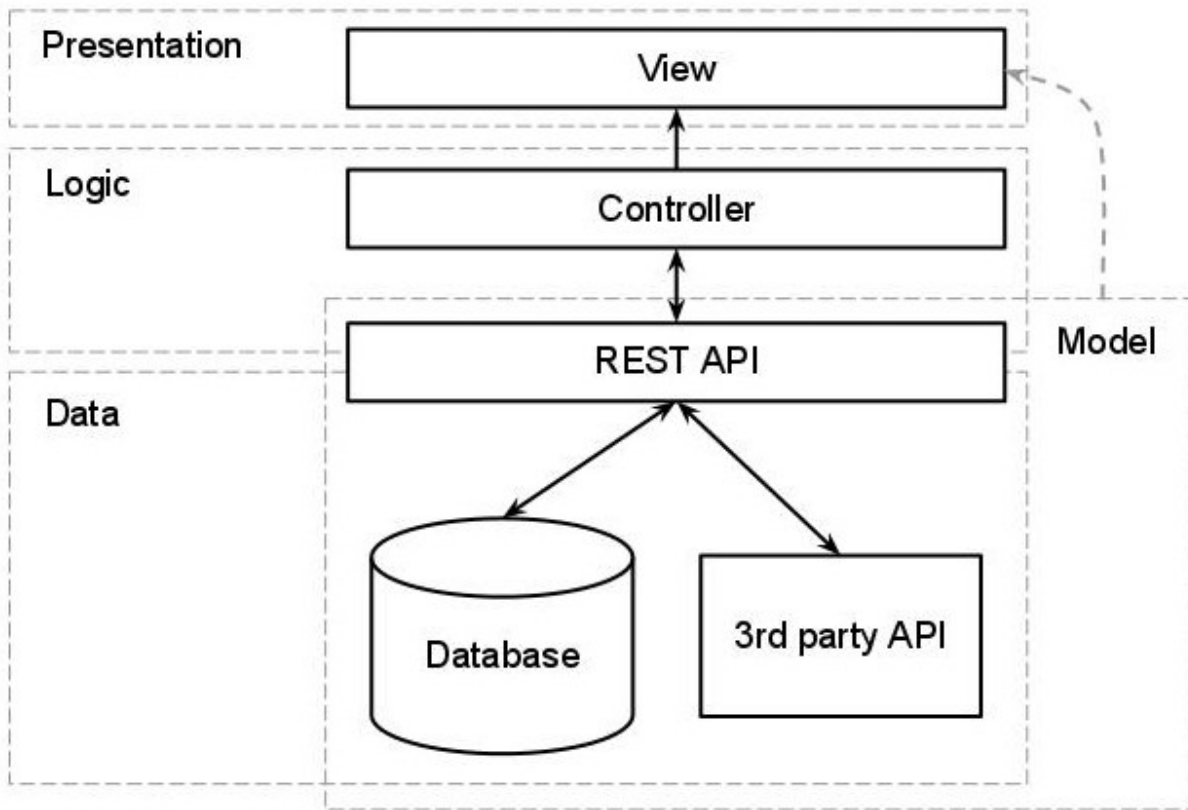 Presentation
View
Logic
Controller
REST API
Model
Data
Database
3rd party API